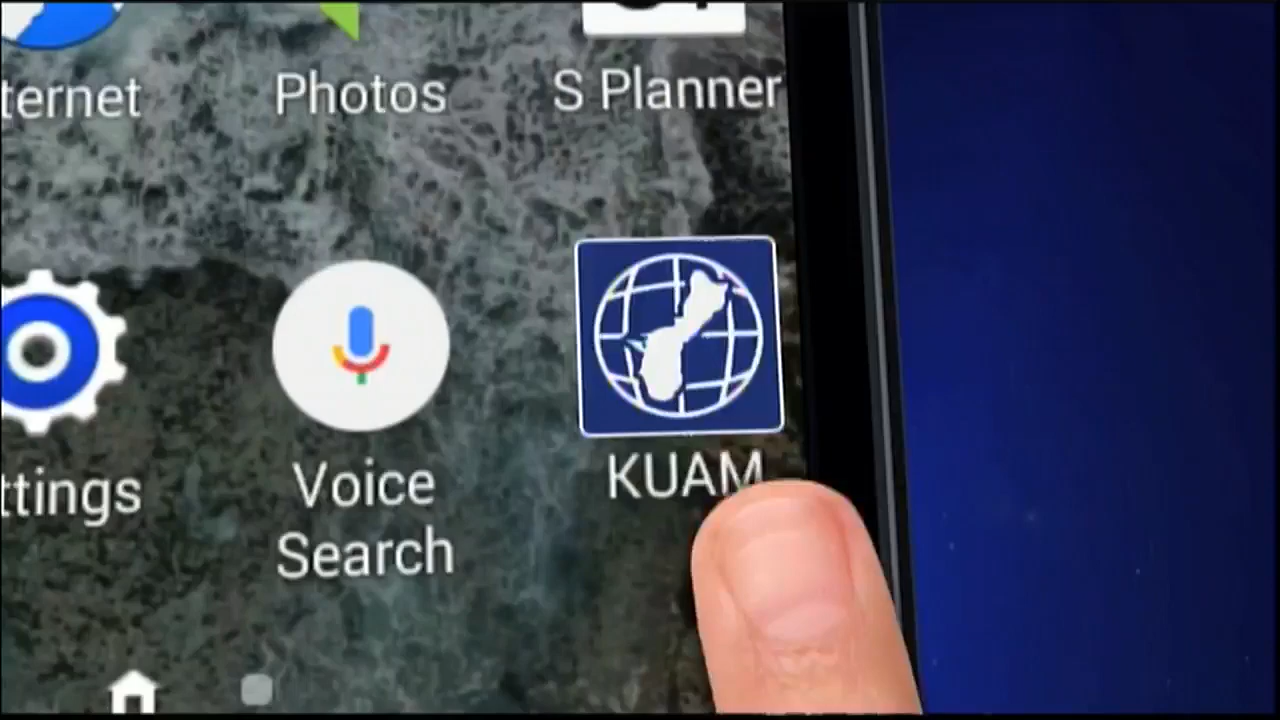 ternet
Photos
S Planner
ttings
Voice
Search
KUAM